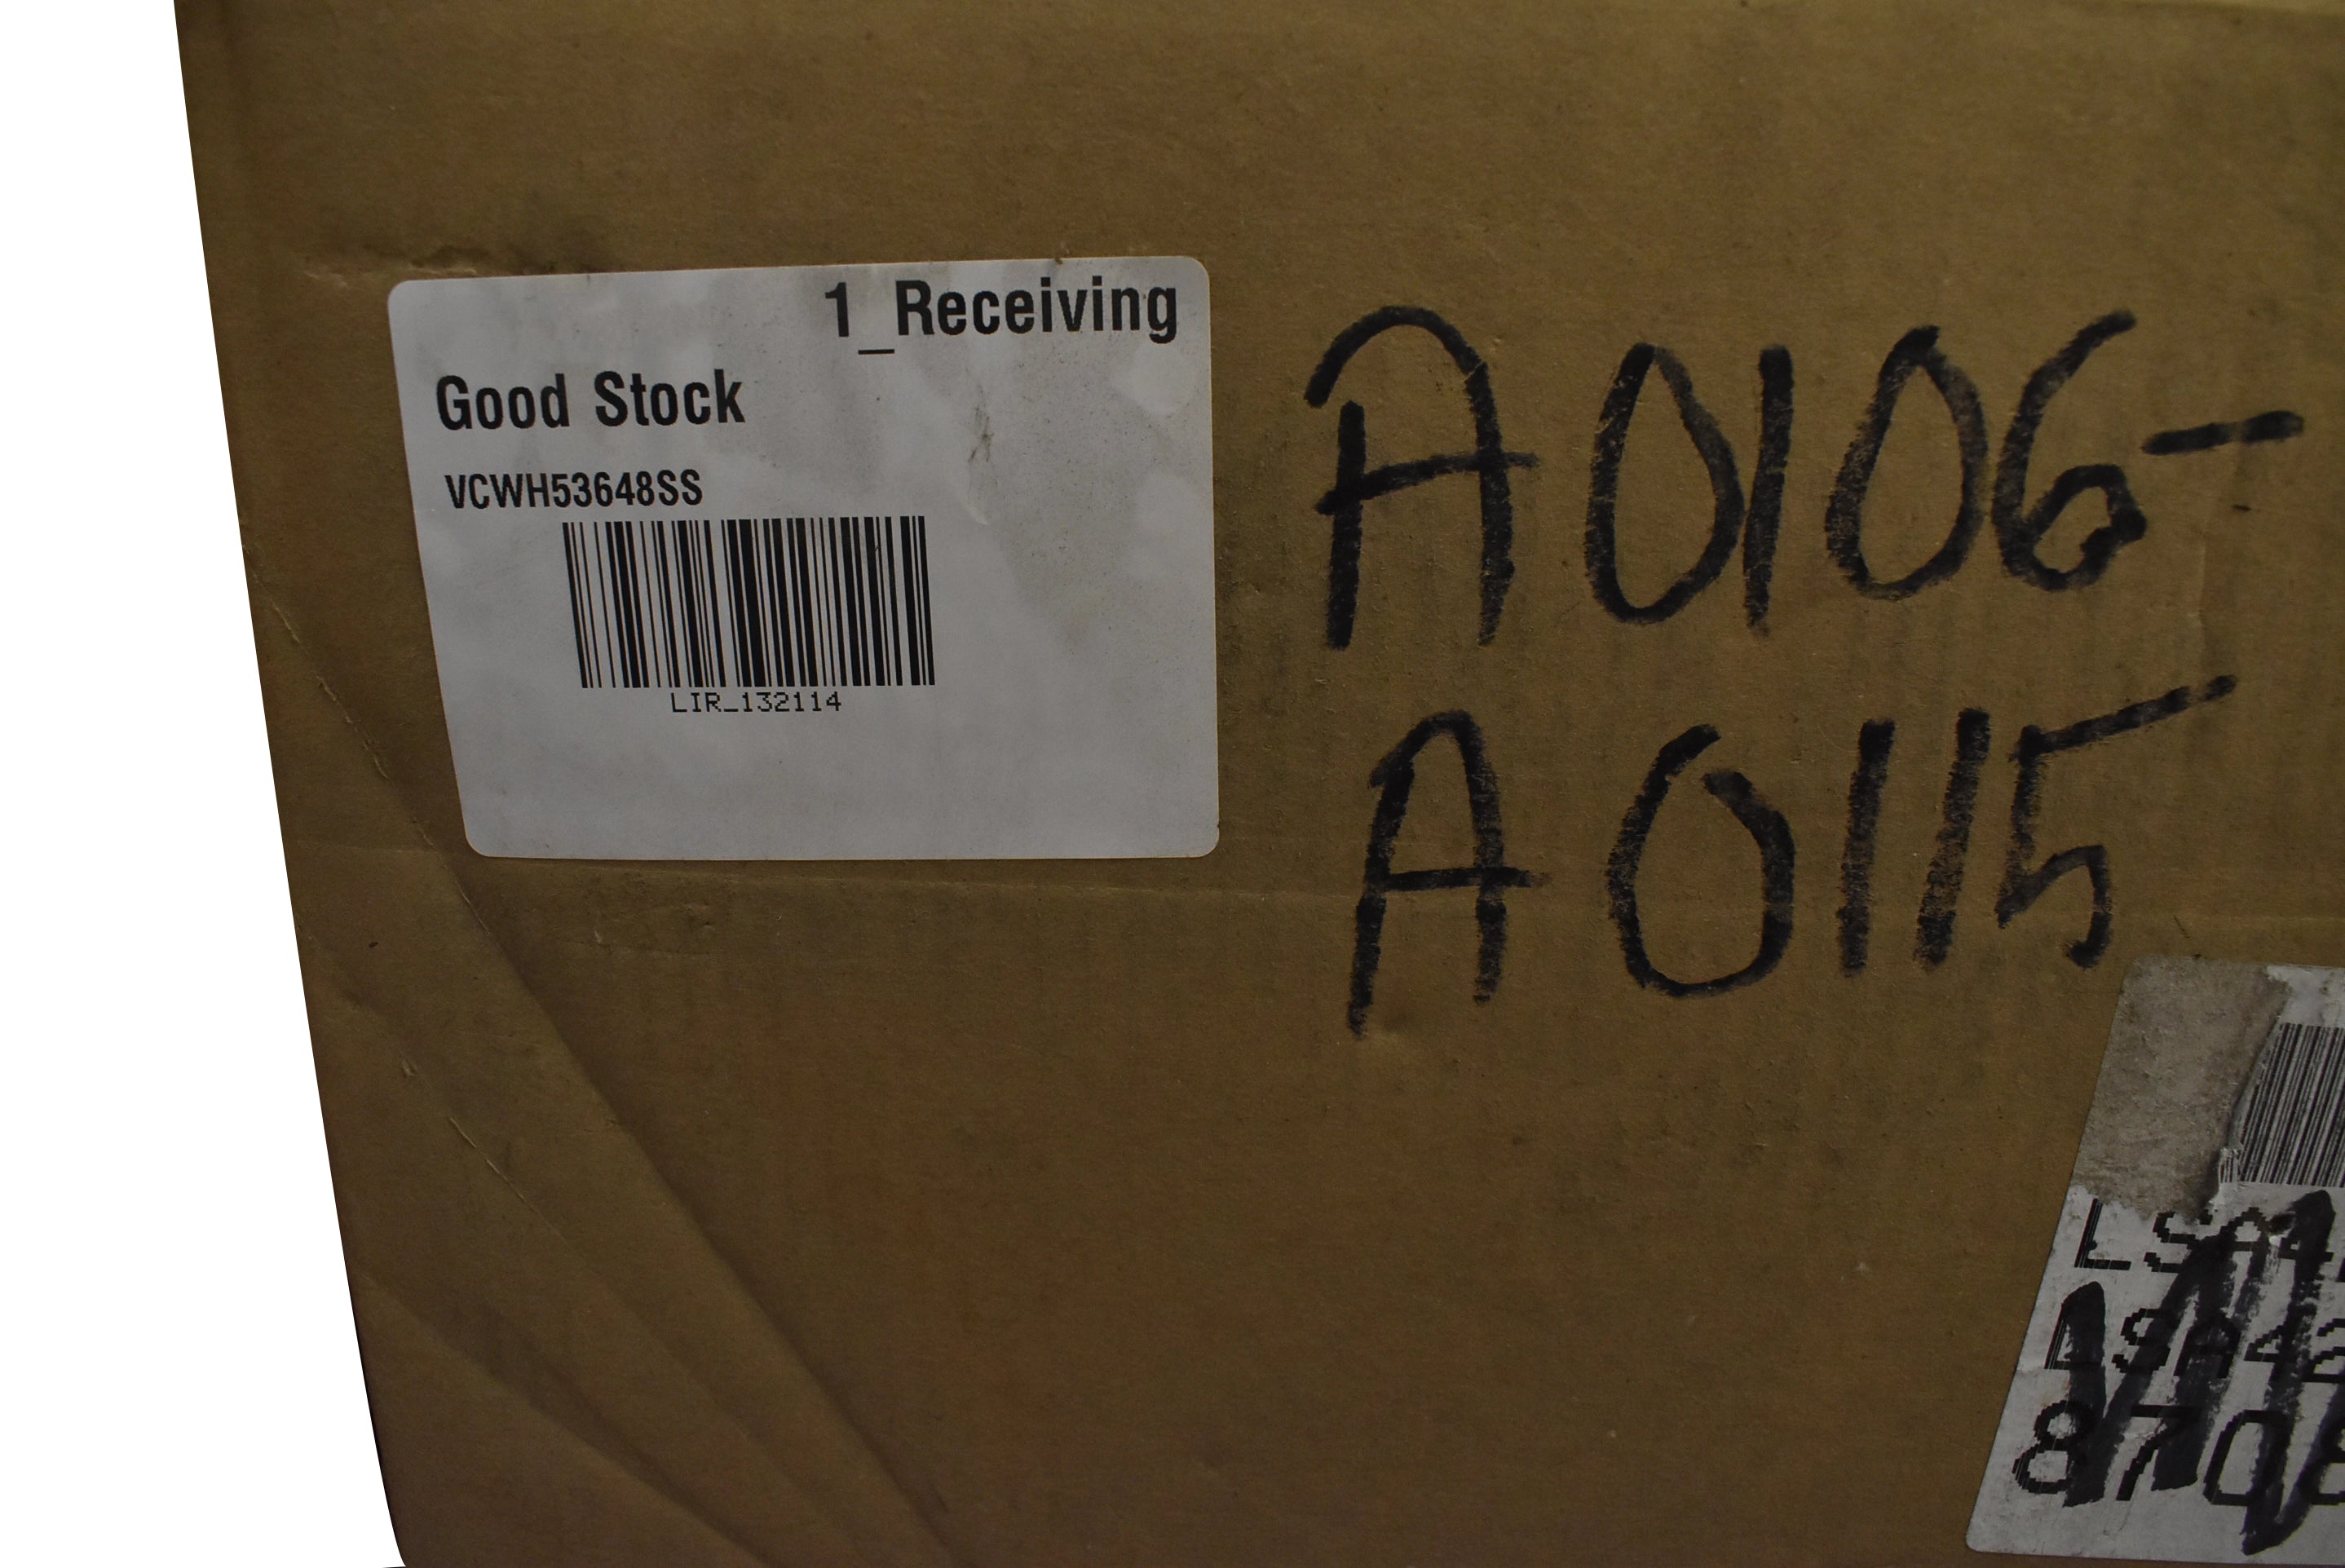 1_Receiving
Good Stock
VCWH53648SS
LIR_132114
A0106-
A0115